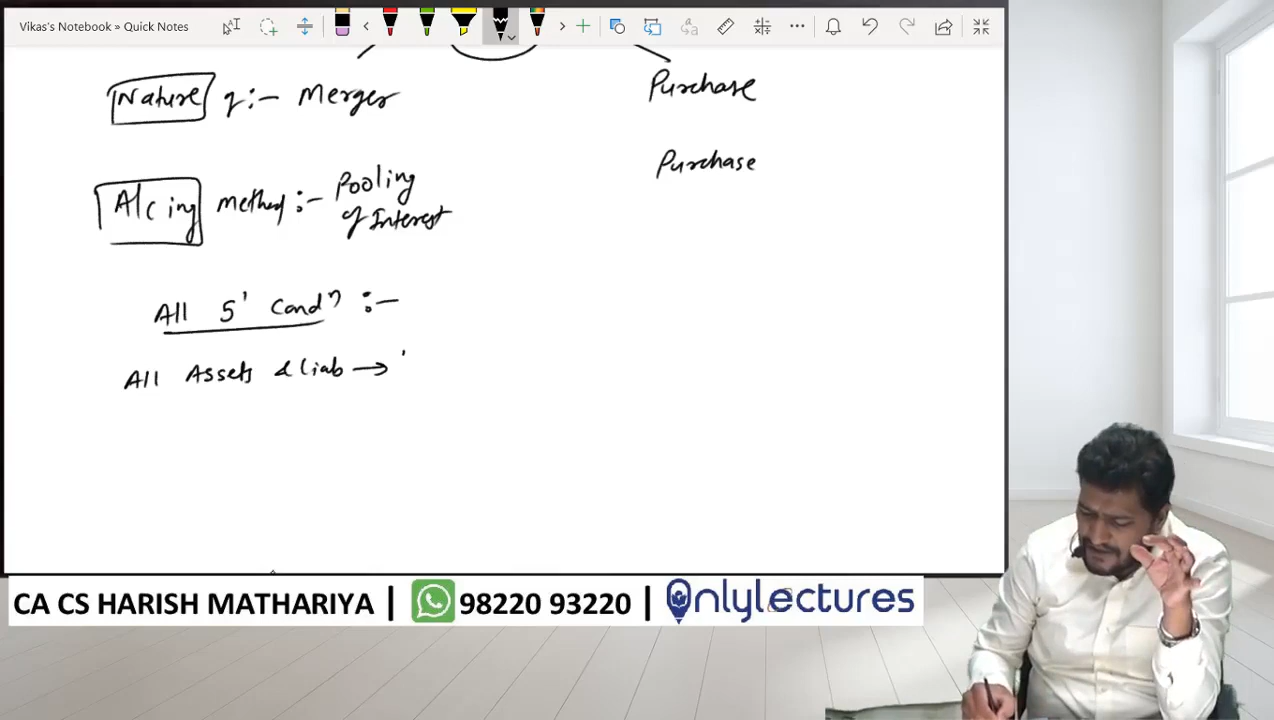 Vikas's Notebook » Quick Notes
Nature :- Merger
Purchase
A/cing method :- Pooling of Interest
Purchase
All 5' Condn :-
All Assets & Liab →
CA CS HARISH MATHARIYA | 98220 93220 | Onlylectures